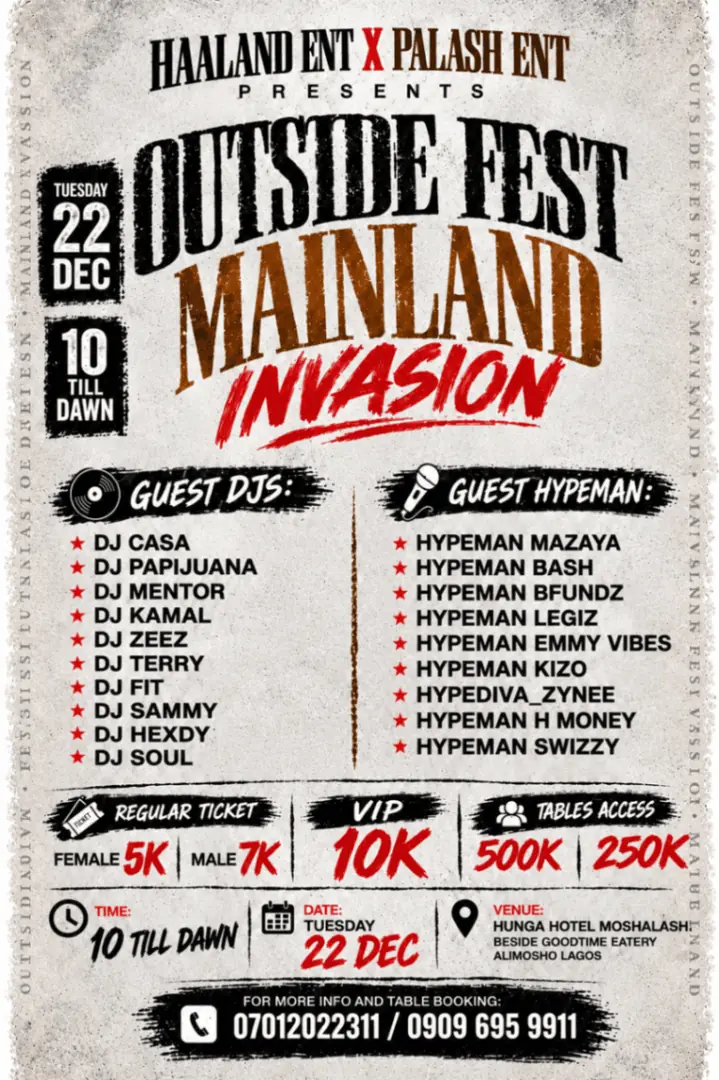 HAALAND ENT X PALASH ENT
PRESENTS
OUTSIDE FEST
MAINLAND
INVASION
TUESDAY
22
DEC
10
TILL
DAWN
GUEST DJS:
DJ CASA
DJ PAPIJUANA
DJ MENTOR
DJ KAMAL
DJ ZEEZ
DJ TERRY
DJ FIT
DJ SAMMY
DJ HEXDY
DJ SOUL
GUEST HYPEMAN:
HYPEMAN MAZAYA
HYPEMAN BASH
HYPEMAN BFUNDZ
HYPEMAN LEGIZ
HYPEMAN EMMY VIBES
HYPEMAN KIZO
HYPEDIVA_ZYNEE
HYPEMAN H MONEY
HYPEMAN SWIZZY
TICKET
REGULAR TICKET
FEMALE 5K
MALE 7K
VIP
10K
TABLES ACCESS
500K
250K
TIME:
10 TILL DAWN
DATE:
TUESDAY
22 DEC
VENUE:
HUNGA HOTEL MOSHALASHI
BESIDE GOODTIME EATERY
ALIMOSHO LAGOS
FOR MORE INFO AND TABLE BOOKING:
07012022311 / 0909 695 9911